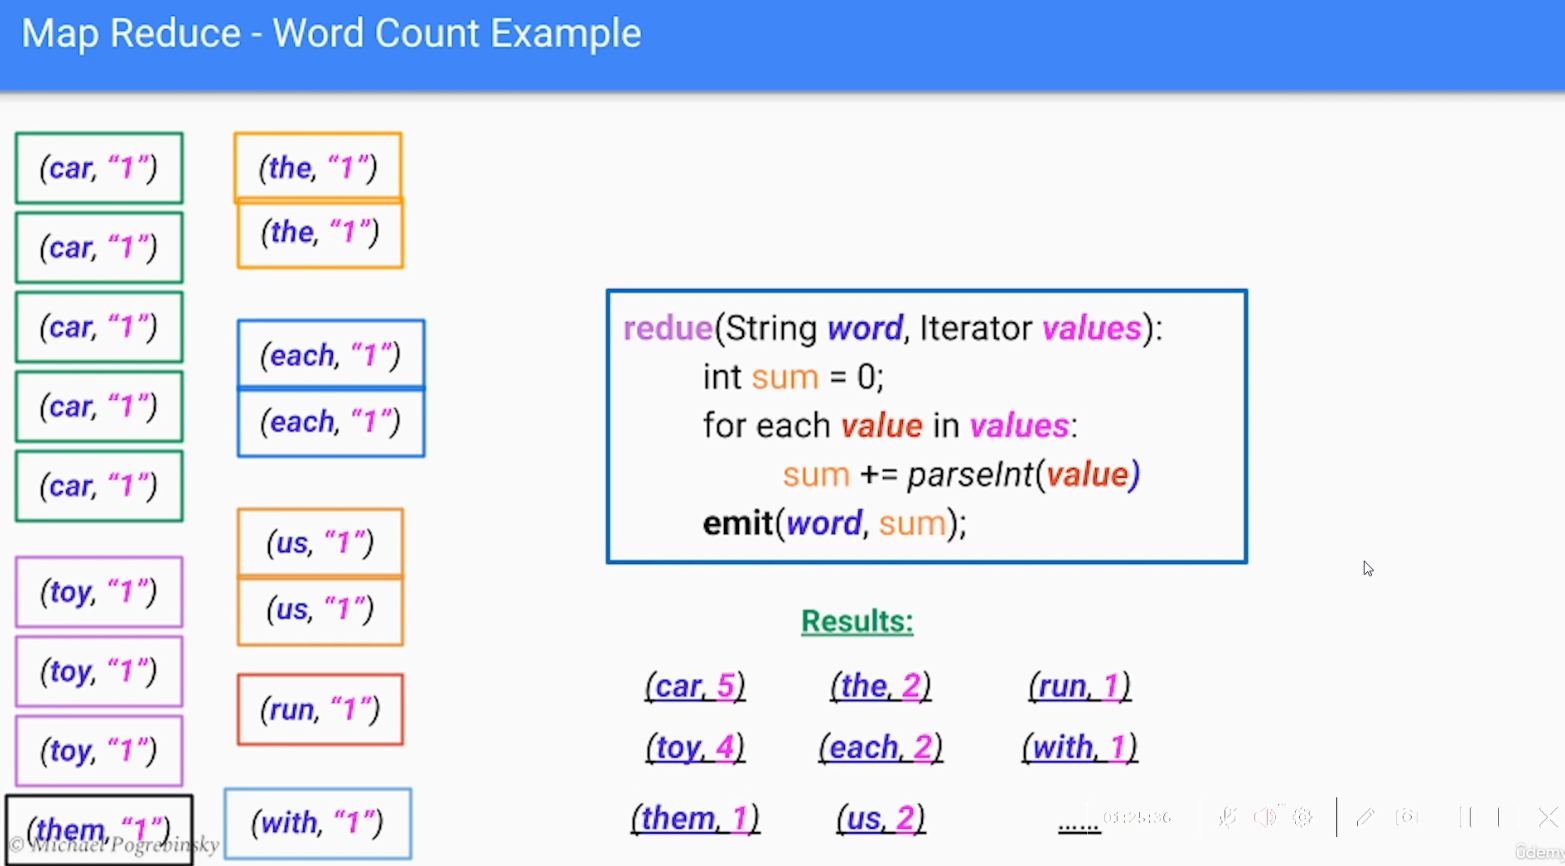 Map Reduce - Word Count Example
(car, “1”)
(car, “1”)
(car, “1”)
(car, “1”)
(car, “1”)
(toy, “1”)
(toy, “1”)
(toy, “1”)
(them, “1”)
(the, “1”)
(the, “1”)
(each, “1”)
(each, “1”)
(us, “1”)
(us, “1”)
(run, “1”)
(with, “1”)
redue(String word, Iterator values):
int sum = 0;
for each value in values:
sum += parseInt(value)
emit(word, sum);
Results:
(car, 5) (the, 2) (run, 1)
(toy, 4) (each, 2) (with, 1)
(them, 1) (us, 2) ......
01:25:36
© Michael Pogrebinsky
ûdemy